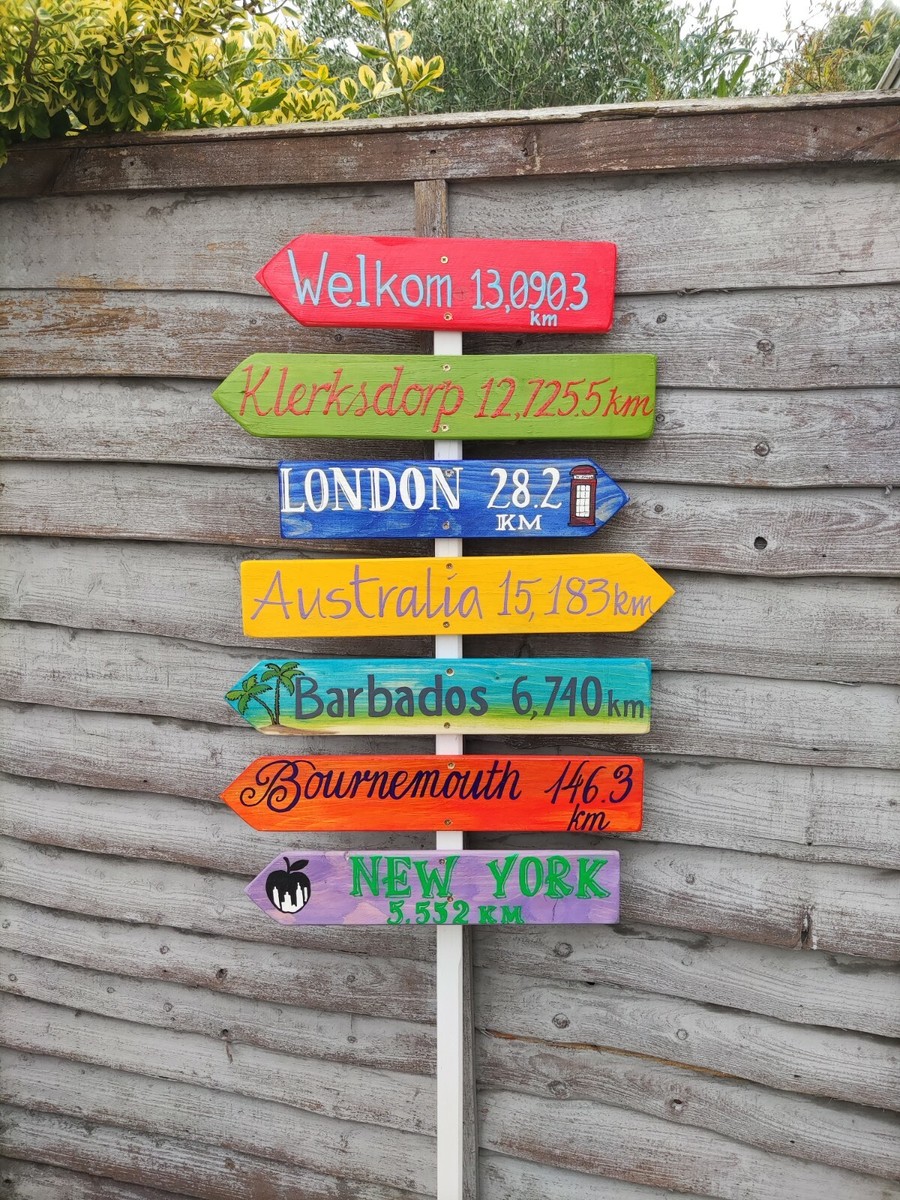 Welkom 13,090.3
km
Klerksdorp 12,725.5 km
LONDON 28.2
KM
Australia 15,183 km
Barbados 6,740 km
Bournemouth 146.3
km
NEW YORK
5,552 KM